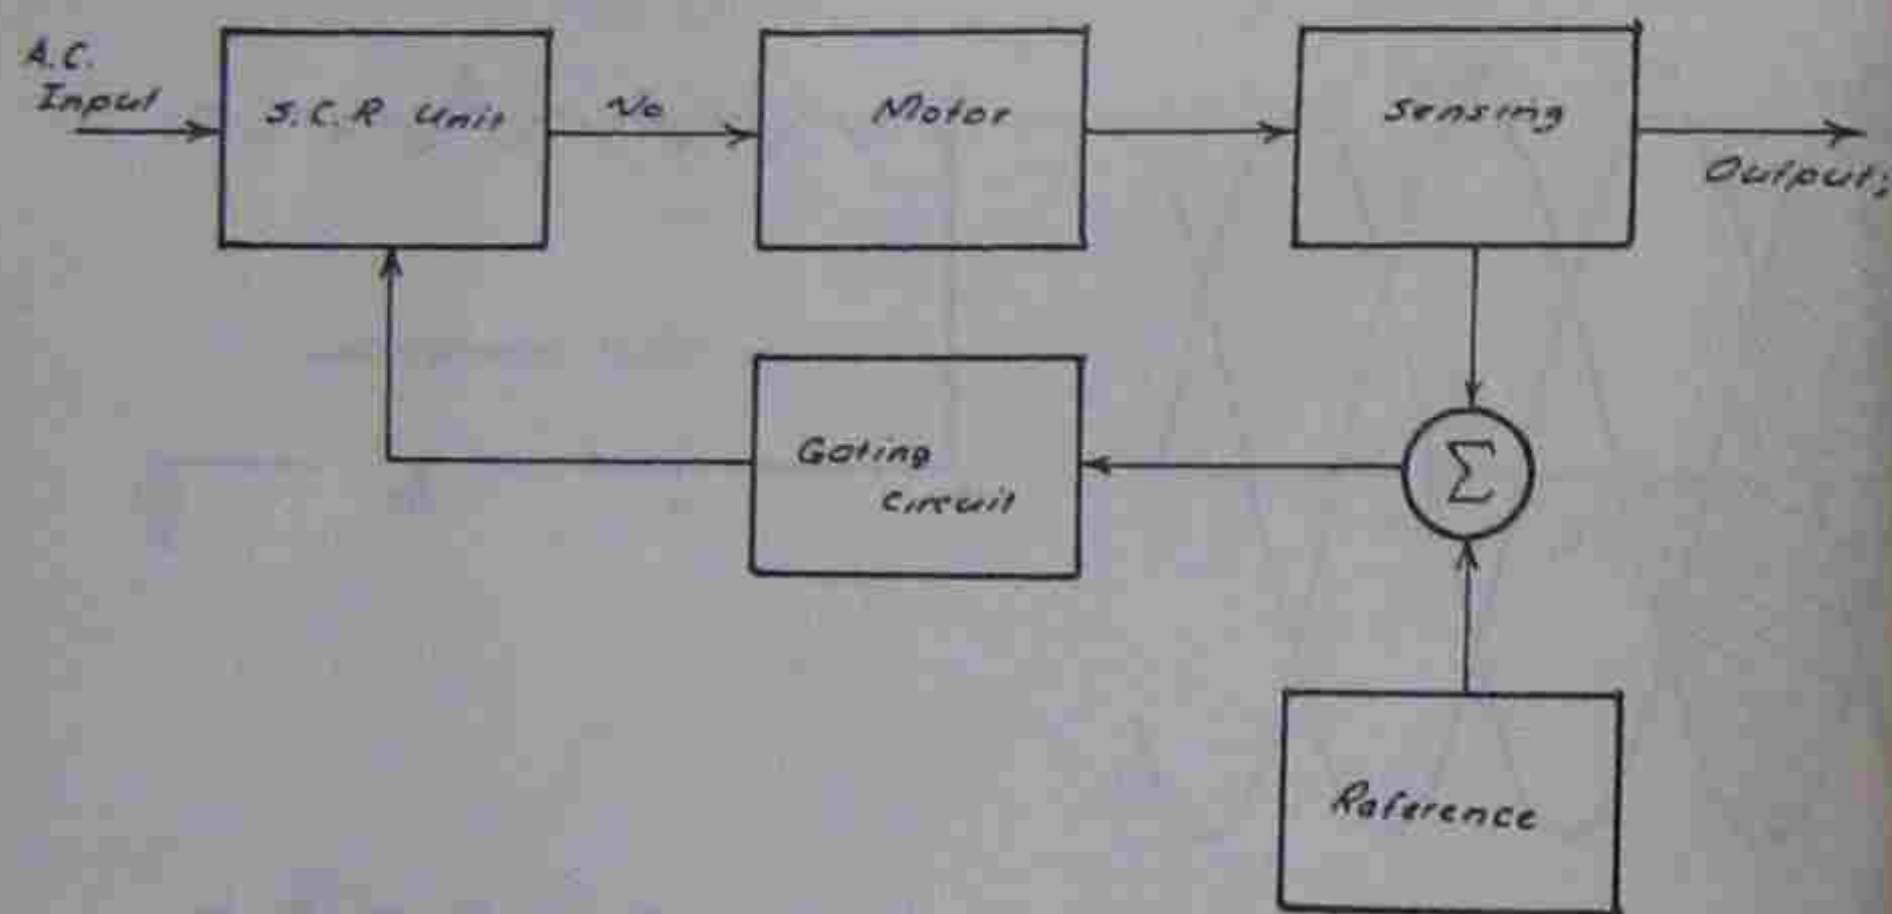 A.C.
Input
S.C.R Unit
Vo
Motor
Sensing
Output,
Gating
Circuit
Σ
Reference